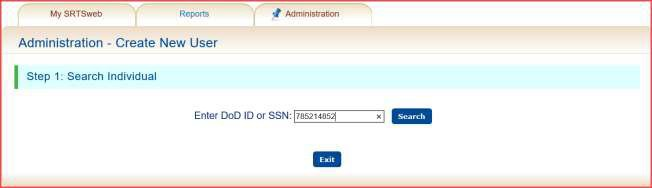 My SRTSweb Reports Administration
Administration - Create New User
Step 1: Search Individual
Enter DoD ID or SSN: 785214852 × Search
Exit